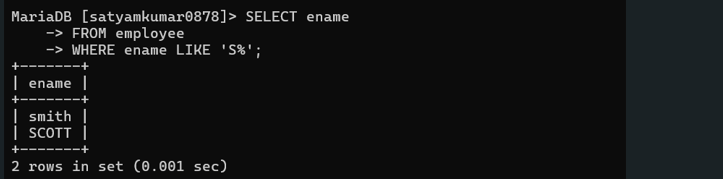 MariaDB [satyamkumar0878]> SELECT ename
    -> FROM employee
    -> WHERE ename LIKE 'S%';
+-------+
| ename |
+-------+
| smith |
| SCOTT |
+-------+
2 rows in set (0.001 sec)